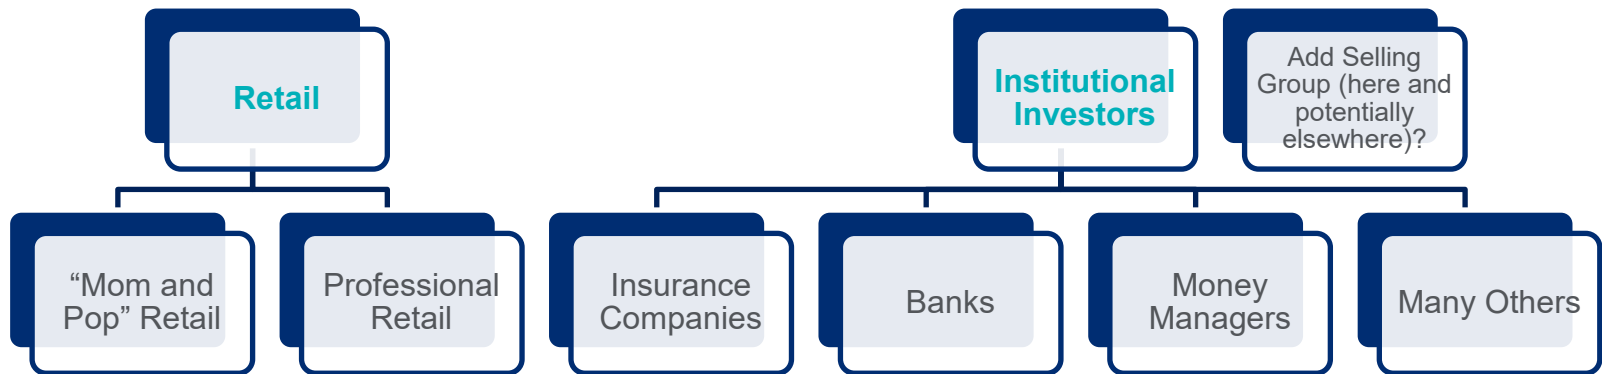 Retail
Institutional
Investors
Add Selling
Group (here and
potentially
elsewhere)?
“Mom and
Pop” Retail
Professional
Retail
Insurance
Companies
Banks
Money
Managers
Many Others